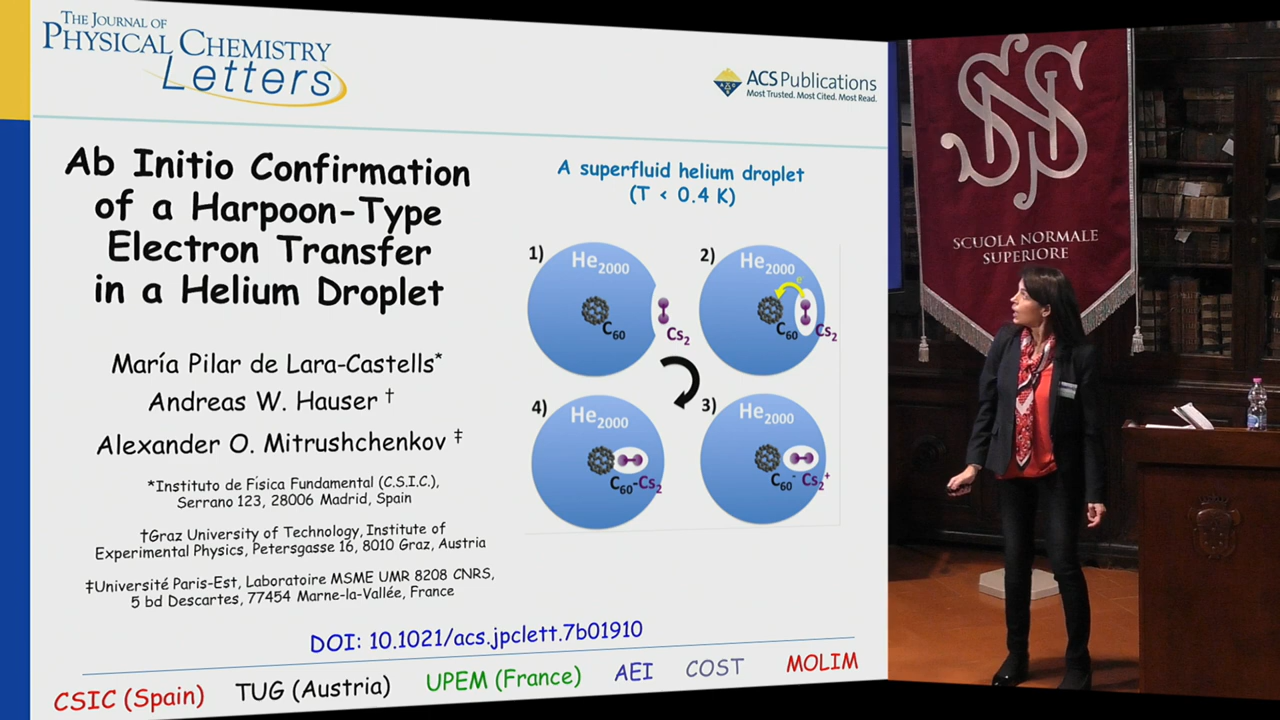 THE JOURNAL OF
PHYSICAL CHEMISTRY
Letters
ACS Publications
Most Trusted. Most Cited. Most Read.
Ab Initio Confirmation
of a Harpoon-Type
Electron Transfer
in a Helium Droplet
María Pilar de Lara-Castells*
Andreas W. Hauser †
Alexander O. Mitrushchenkov ‡
*Instituto de Fisica Fundamental (C.S.I.C.),
Serrano 123, 28006 Madrid, Spain
†Graz University of Technology, Institute of
Experimental Physics, Petersgasse 16, 8010 Graz, Austria
‡Université Paris-Est, Laboratoire MSME UMR 8208 CNRS,
5 bd Descartes, 77454 Marne-la-Vallée, France
A superfluid helium droplet
(T < 0.4 K)
1)
He2000
C60
Cs2
2)
He2000
e-
C60
Cs2
4)
He2000
C60-Cs2
3)
He2000
C60- Cs2+
DOI: 10.1021/acs.jpclett.7b01910
CSIC (Spain) TUG (Austria) UPEM (France) AEI COST MOLIM
SNS
SCUOLA NORMALE
SUPERIORE